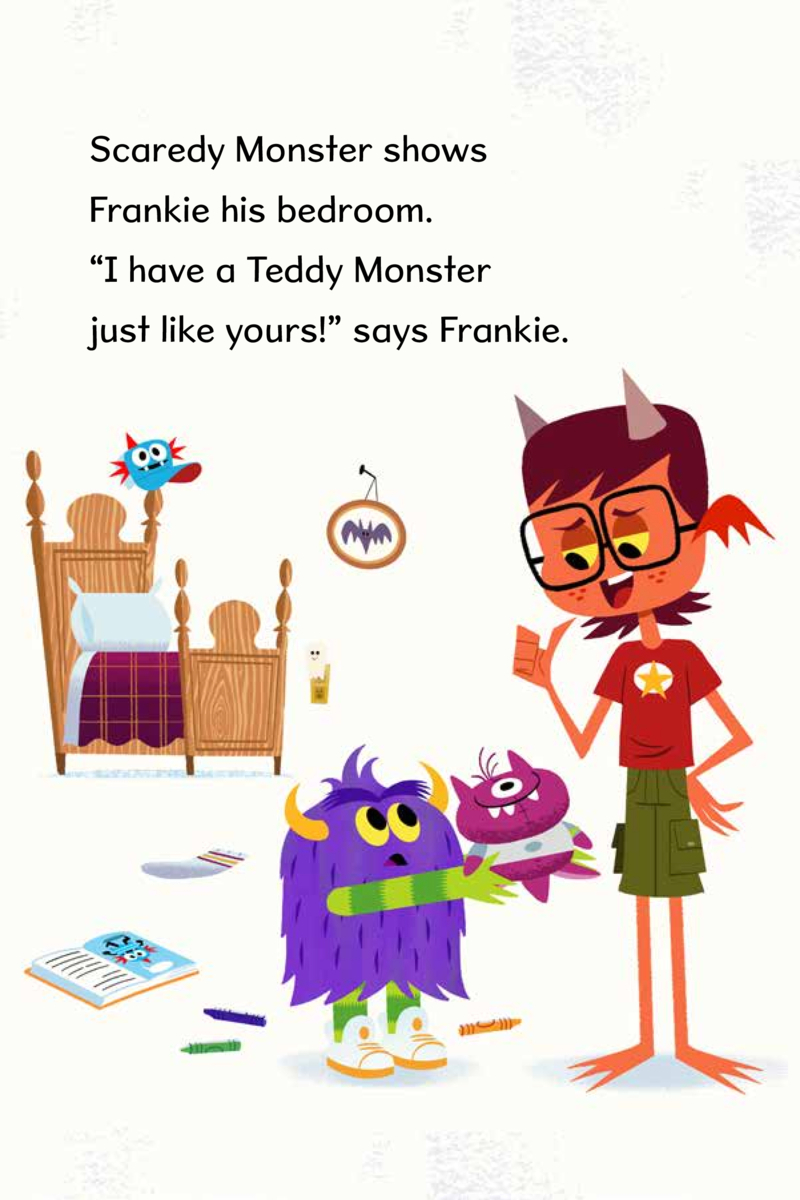 Scaredy Monster shows
Frankie his bedroom.
“I have a Teddy Monster
just like yours!” says Frankie.